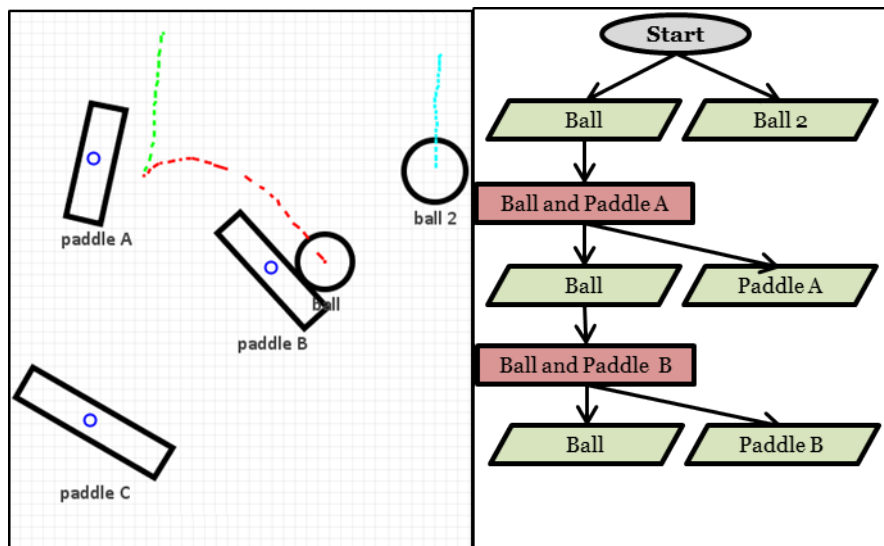 paddle A
ball 2
ball
paddle B
paddle C
Start
Ball
Ball 2
Ball and Paddle A
Ball
Paddle A
Ball and Paddle B
Ball
Paddle B